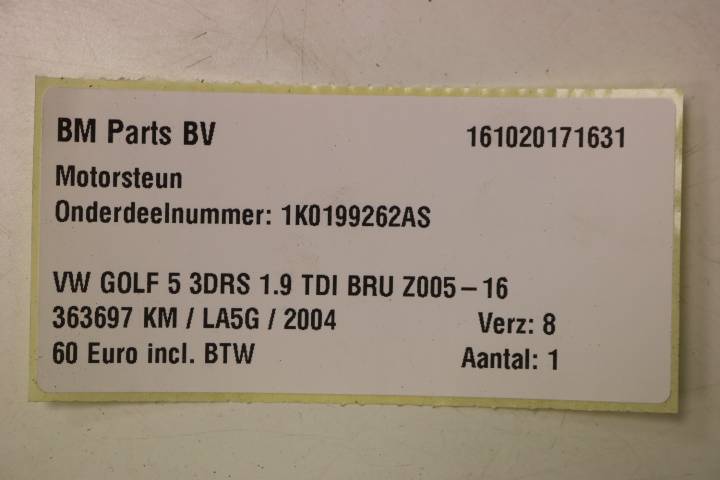 BM Parts BV 161020171631
Motorsteun
Onderdeelnummer: 1K0199262AS
VW GOLF 5 3DRS 1.9 TDI BRU Z005-16
363697 KM / LA5G / 2004 Verz: 8
60 Euro incl. BTW Aantal: 1